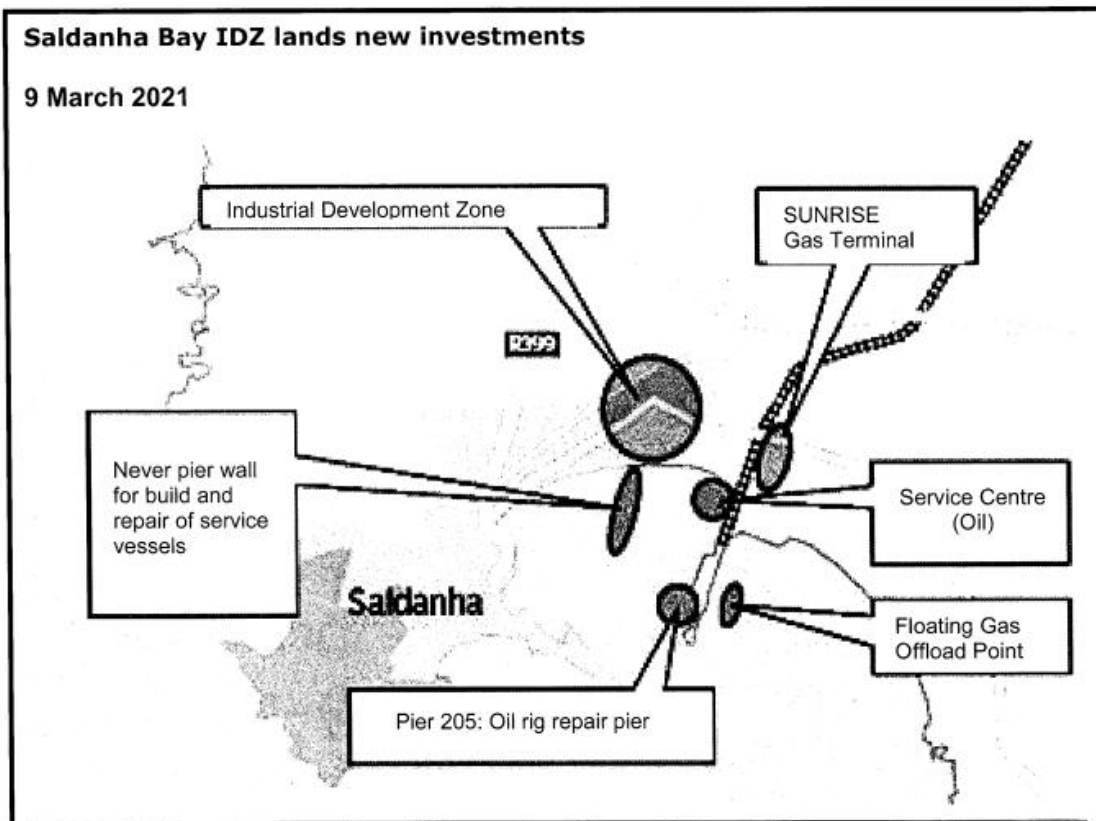 Saldanha Bay IDZ lands new investments
9 March 2021
Industrial Development Zone
SUNRISE
Gas Terminal
R399
Never pier wall
for build and
repair of service
vessels
Service Centre
(Oil)
Saldanha
Floating Gas
Offload Point
Pier 205: Oil rig repair pier